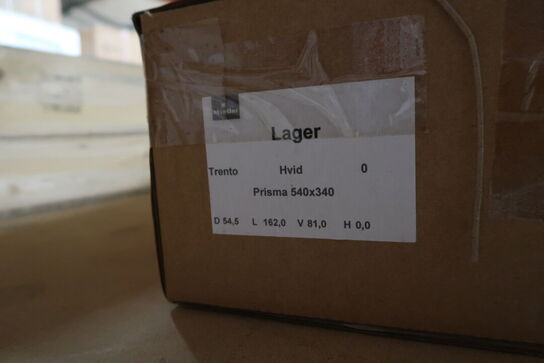 Lager
Trento Hvid 0
Prisma 540x340
D 54,5 L 162,0 V 81,0 H 0,0